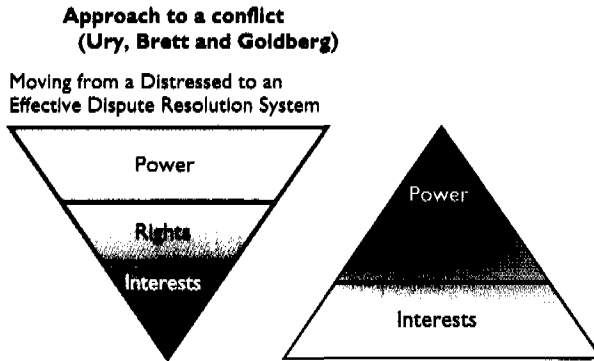 Approach to a conflict
(Ury, Brett and Goldberg)
Moving from a Distressed to an
Effective Dispute Resolution System
Power
Rights
Interests
Power
Interests